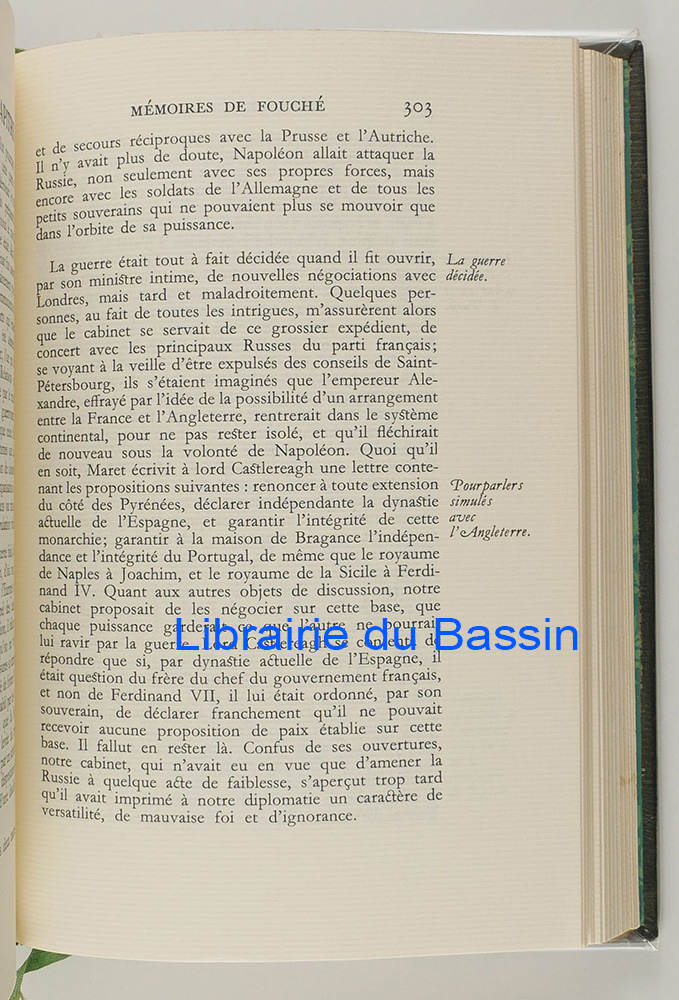 MÉMOIRES DE FOUCHÉ 303
et de secours réciproques avec la Prusse et l'Autriche.
Il n'y avait plus de doute, Napoléon allait attaquer la
Russie, non seulement avec ses propres forces, mais
encore avec les soldats de l'Allemagne et de tous les
petits souverains qui ne pouvaient plus se mouvoir que
dans l'orbite de sa puissance.
La guerre était tout à fait décidée quand il fit ouvrir,
par son ministre intime, de nouvelles négociations avec
Londres, mais tard et maladroitement. Quelques per-
sonnes, au fait de toutes les intrigues, m'assurèrent alors
que le cabinet se servait de ce grossier expédient, de
concert avec les principaux Russes du parti français;
se voyant à la veille d'être expulsés des conseils de Saint-
Pétersbourg, ils s'étaient imaginés que l'empereur Ale-
xandre, effrayé par l'idée de la possibilité d'un arrangement
entre la France et l'Angleterre, rentrerait dans le système
continental, pour ne pas rester isolé, et qu'il fléchirait
de nouveau sous la volonté de Napoléon. Quoi qu'il
en soit, Maret écrivit à lord Castlereagh une lettre conte-
nant les propositions suivantes : renoncer à toute extension
du côté des Pyrénées, déclarer indépendante la dynastie
actuelle de l'Espagne, et garantir l'intégrité de cette
monarchie; garantir à la maison de Bragance l'indépen-
dance et l'intégrité du Portugal, de même que le royaume
de Naples à Joachim, et le royaume de la Sicile à Ferdi-
nand IV. Quant aux autres objets de discussion, notre
cabinet proposait de les négocier sur cette base, que
chaque puissance garderait ce que l'autre ne pourrait
lui ravir par la guerre. Lord Castlereagh se contenta de
répondre que si, par dynastie actuelle de l'Espagne, il
était question du frère du chef du gouvernement français,
et non de Ferdinand VII, il lui était ordonné, par son
souverain, de déclarer franchement qu'il ne pouvait
recevoir aucune proposition de paix établie sur cette
base. Il fallut en rester là. Confus de ses ouvertures,
notre cabinet, qui n'avait eu en vue que d'amener la
Russie à quelque acte de faiblesse, s'aperçut trop tard
qu'il avait imprimé à notre diplomatie un caractère de
versatilité, de mauvaise foi et d'ignorance.
La guerre
décidée.
Pourparlers
simulés
avec
l'Angleterre.
Librairie du Bassin